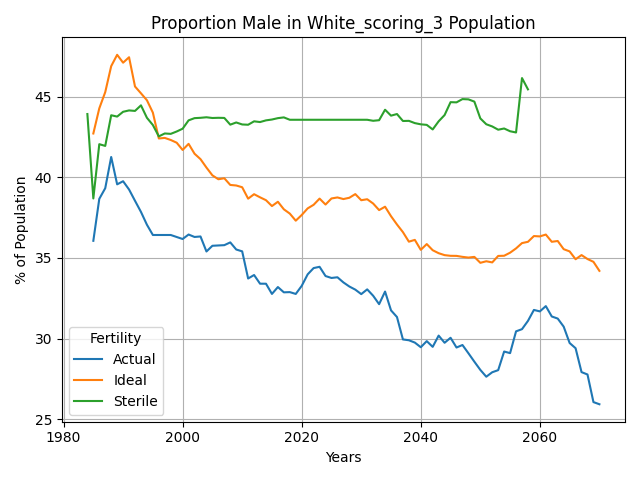 Proportion Male in White_scoring_3 Population
% of Population
45
40
35
30
25
Fertility
Actual
Ideal
Sterile
1980
2000
2020
2040
2060
Years